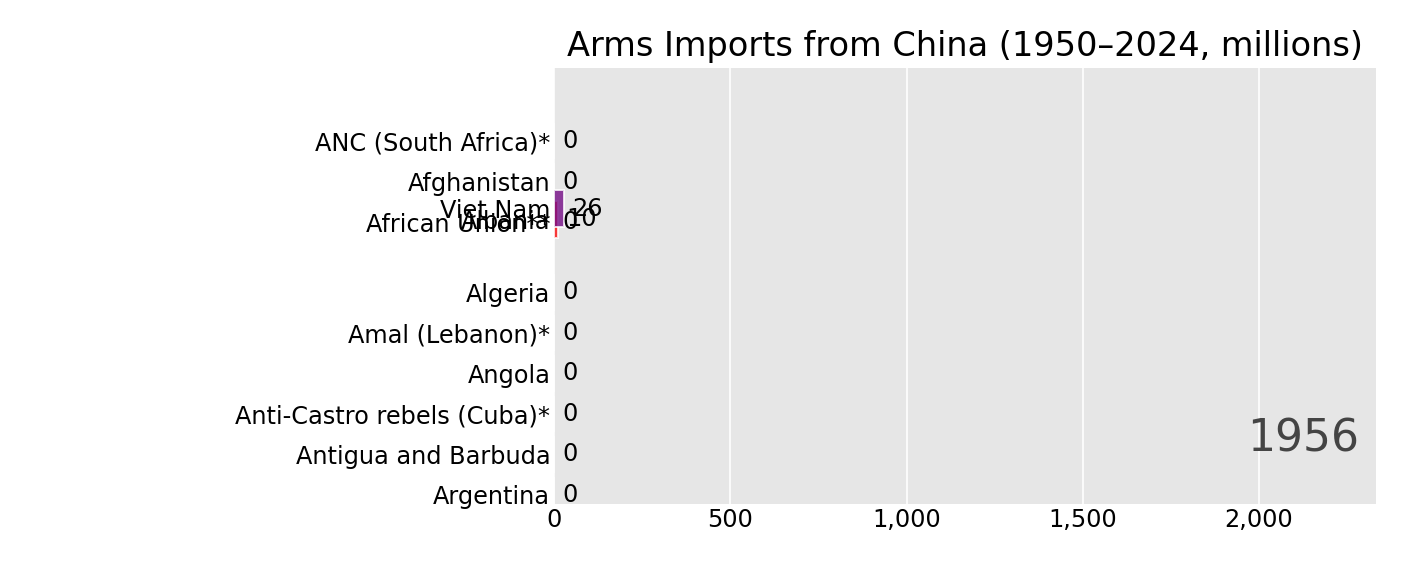 Arms Imports from China (1950–2024, millions)
ANC (South Africa)* 0
Afghanistan 0
Viet Nam 26
African Union** 0
Albania 10
Algeria 0
Amal (Lebanon)* 0
Angola 0
Anti-Castro rebels (Cuba)* 0
Antigua and Barbuda 0
Argentina 0
1956
0 500 1,000 1,500 2,000